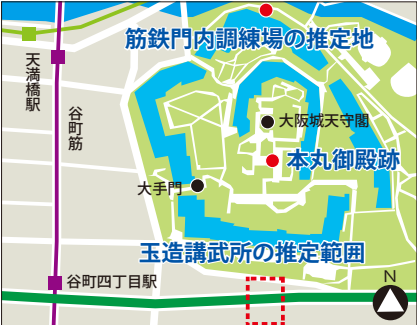 筋鉄門内調練場の推定地
天満橋駅
谷町筋
大阪城天守閣
本丸御殿跡
大手門
玉造講武所の推定範囲
谷町四丁目駅
N